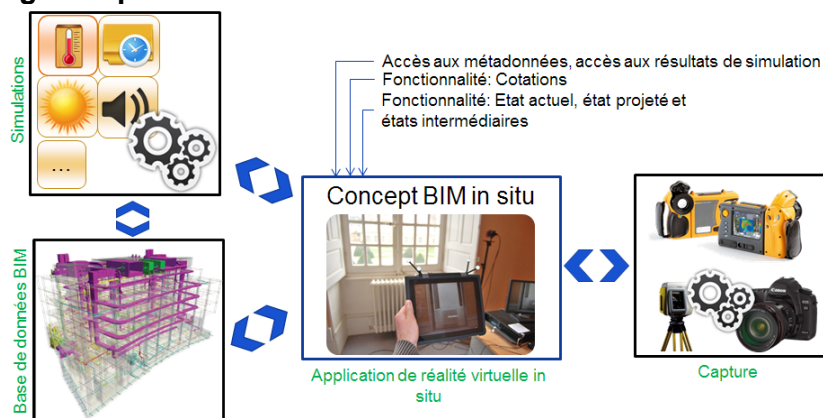 Accès aux métadonnées, accès aux résultats de simulation
Fonctionnalité: Cotations
Fonctionnalité: Etat actuel, état projeté et
états intermédiaires
Simulations
...
Concept BIM in situ
Base de données BIM
Application de réalité virtuelle in
situ
Capture